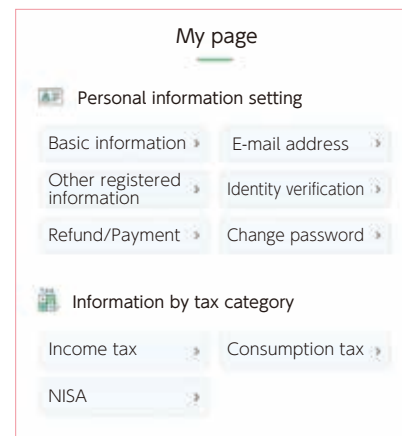 My page
Personal information setting
Basic information
E-mail address
Other registered
information
Identity verification
Refund/Payment
Change password
Information by tax category
Income tax
Consumption tax
NISA